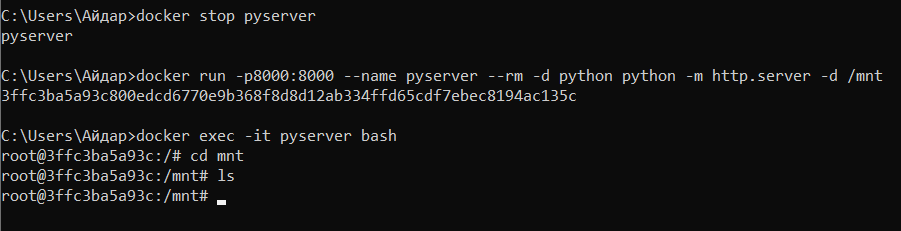 C:\Users\Айдар>docker stop pyserver
pyserver
C:\Users\Айдар>docker run -p8000:8000 --name pyserver --rm -d python python -m http.server -d /mnt
3ffc3ba5a93c800edcd6770e9b368f8d8d12ab334ffd65cdf7ebec8194ac135c
C:\Users\Айдар>docker exec -it pyserver bash
root@3ffc3ba5a93c:/# cd mnt
root@3ffc3ba5a93c:/mnt# ls
root@3ffc3ba5a93c:/mnt#